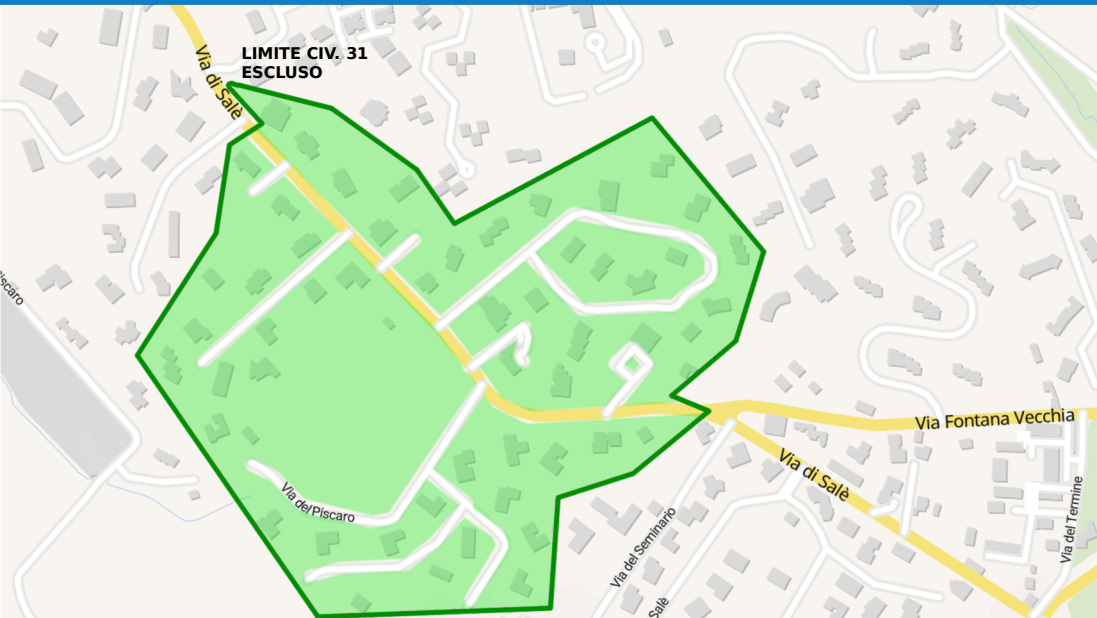 LIMITE CIV. 31
ESCLUSO
Via di Salè
Via Fontana Vecchia
Via di Salè
Via del Piscaro
Via del Seminario
Via del Termine
Salè